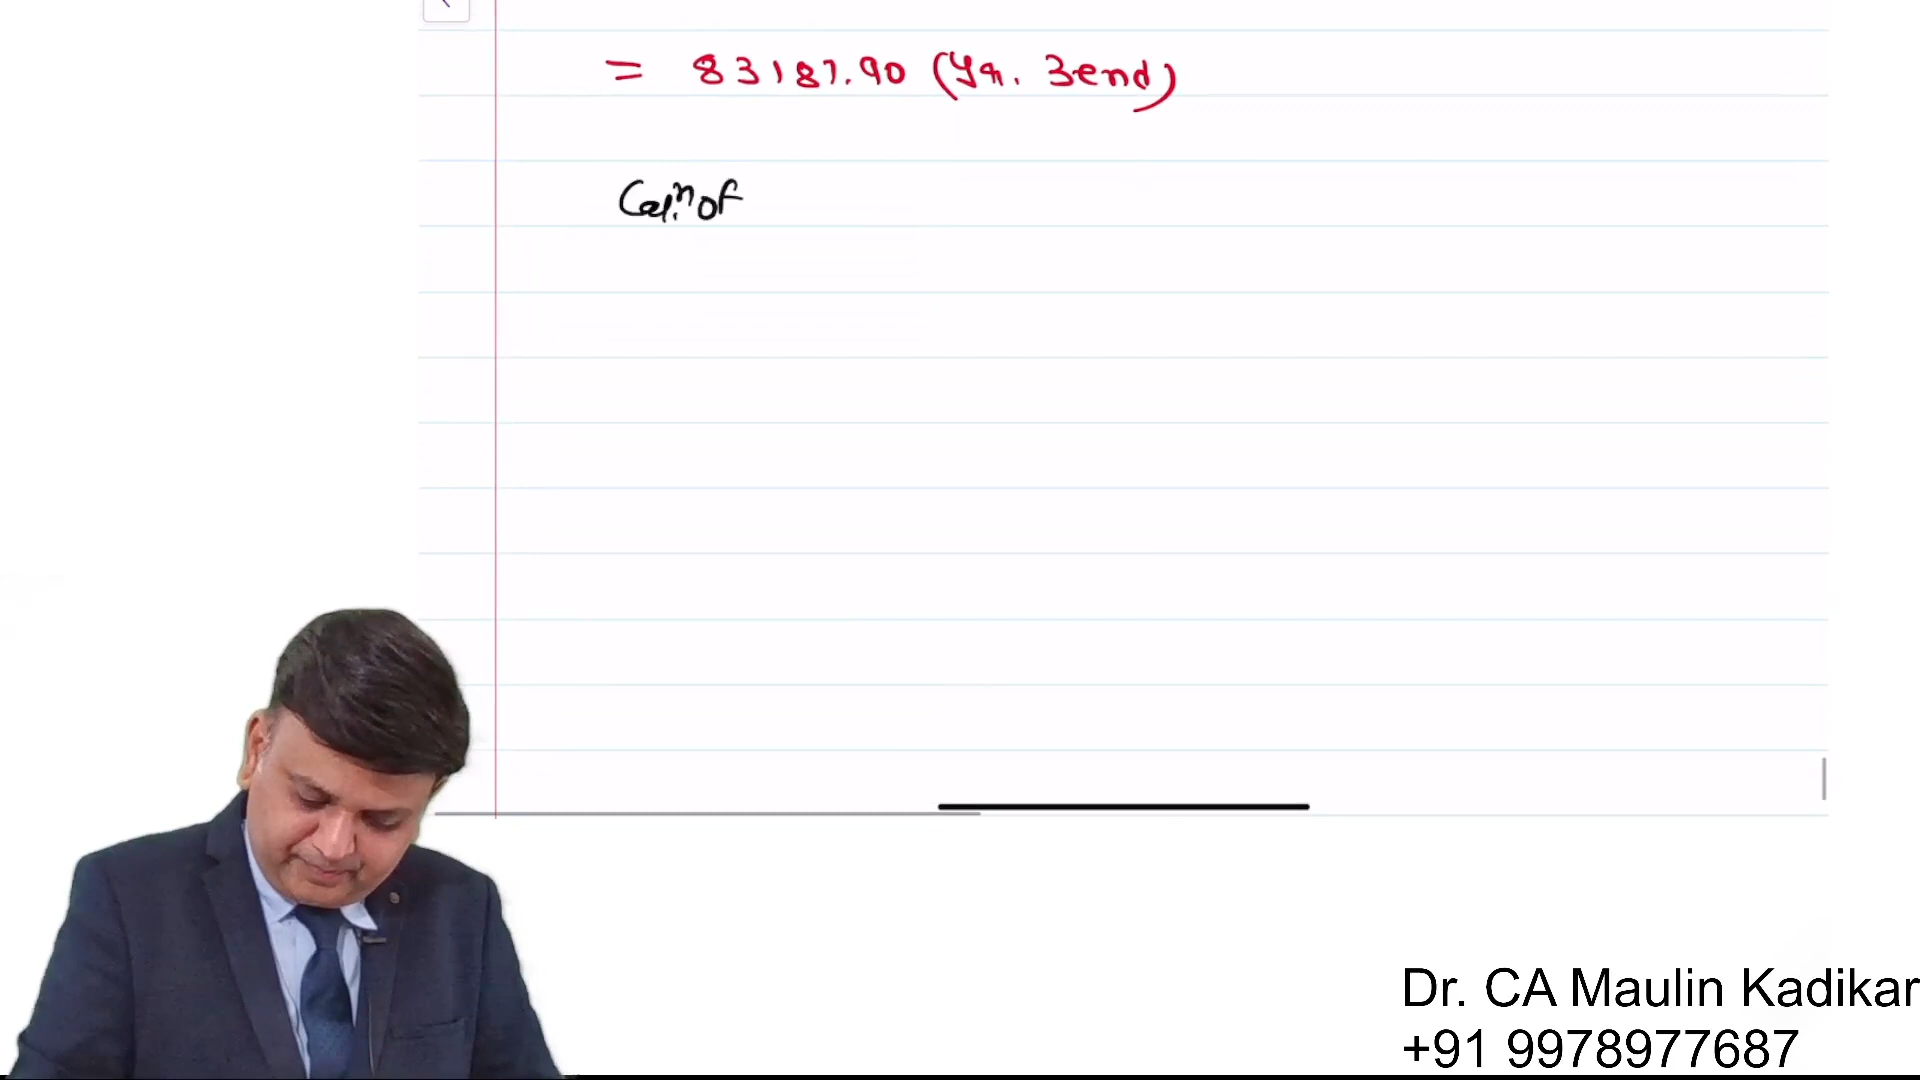 = 83187.90 (Yr. 3end)
Calⁿ of
Dr. CA Maulin Kadikar
+91 9978977687